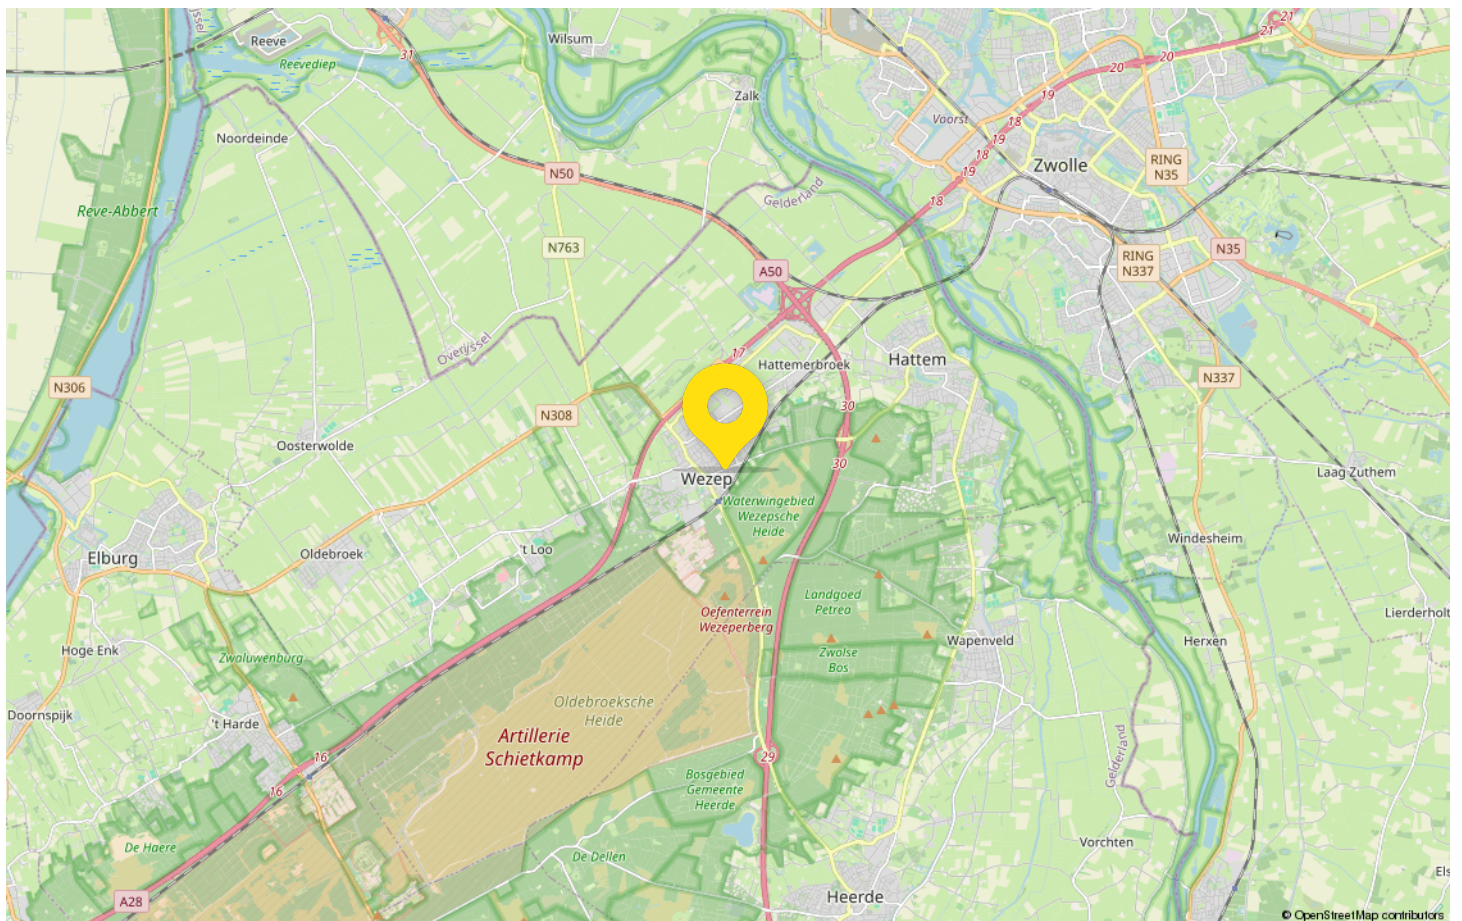 21
21
20
20
19
18
19
18
19
18
Reeve
Wilsum
Reevediep
31
Zalk
Voorst
Noordeinde
Zwolle
RING
N35
N50
Gelderland
Reve-Abbert
N763
N35
RING
N337
A50
Overijssel
17
Hattemerbroek
Hattem
N306
N337
30
N308
Oosterwolde
30
Laag Zuthem
Wezep
Waterwingebied
Wezepsche
Heide
Windesheim
Elburg
Oldebroek
't Loo
Landgoed
Petrea
Oefenterrein
Wezeperberg
Lierderholt
Hoge Enk
Zwaluwenburg
Wapenveld
Herxen
Zwolse
Bos
Oldebroeksche
Heide
Doornspijk
't Harde
Artillerie
Schietkamp
16
29
Gelderland
16
Bosgebied
Gemeente
Heerde
De Haere
De Dellen
Vorchten
A28
Heerde
© OpenStreetMap contributors